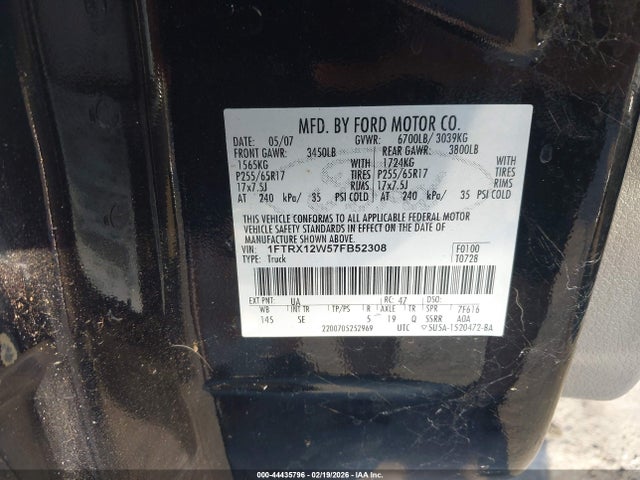 MFD. BY FORD MOTOR CO.
DATE: 05/07 GVWR: 6700LB/ 3039KG
FRONT GAWR: 3450LB REAR GAWR: 3800LB
1565KG WITH 1724KG WITH
P255/65R17 TIRES P255/65R17 TIRES
17x7.5J RIMS 17x7.5J RIMS
AT 240 kPa/ 35 PSI COLD AT 240 kPa/ 35 PSI COLD
THIS VEHICLE CONFORMS TO ALL APPLICABLE FEDERAL MOTOR
VEHICLE SAFETY STANDARDS IN EFFECT ON THE DATE OF
MANUFACTURE SHOWN ABOVE.
VIN: 1FTRX12W57FB52308 F0100
TYPE: Truck T0728
EXT PNT: UA RC: 47 DSO:
WB INT TR TP/PS R AXLE TR SPR 7F616
145 SE 5 19 Q SSRR A0A
2200705252969 UTC 5U5A-1520472-BA
000-44435796 - 02/19/2026 - IAA Inc.